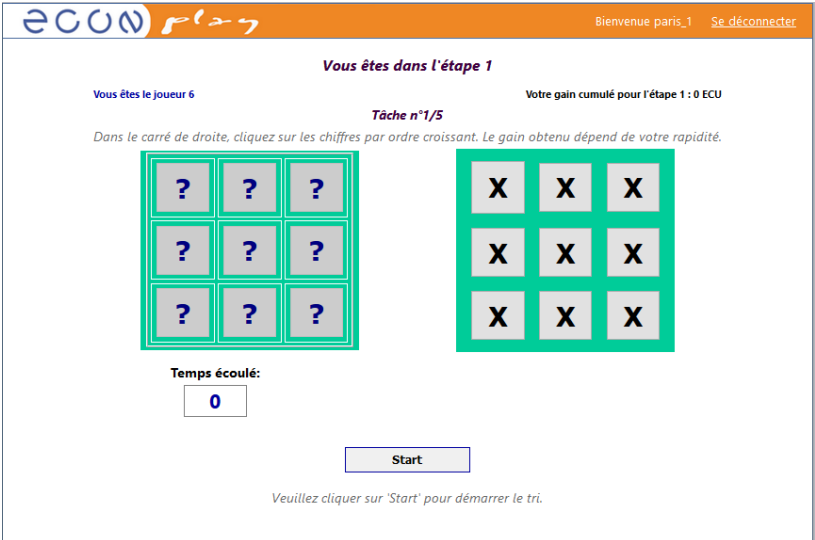 econ play
Bienvenue paris_1 Se déconnecter
Vous êtes dans l'étape 1
Vous êtes le joueur 6
Votre gain cumulé pour l'étape 1 : 0 ECU
Tâche n°1/5
Dans le carré de droite, cliquez sur les chiffres par ordre croissant. Le gain obtenu dépend de votre rapidité.
? ? ?
? ? ?
? ? ?
X X X
X X X
X X X
Temps écoulé:
0
Start
Veuillez cliquer sur 'Start' pour démarrer le tri.